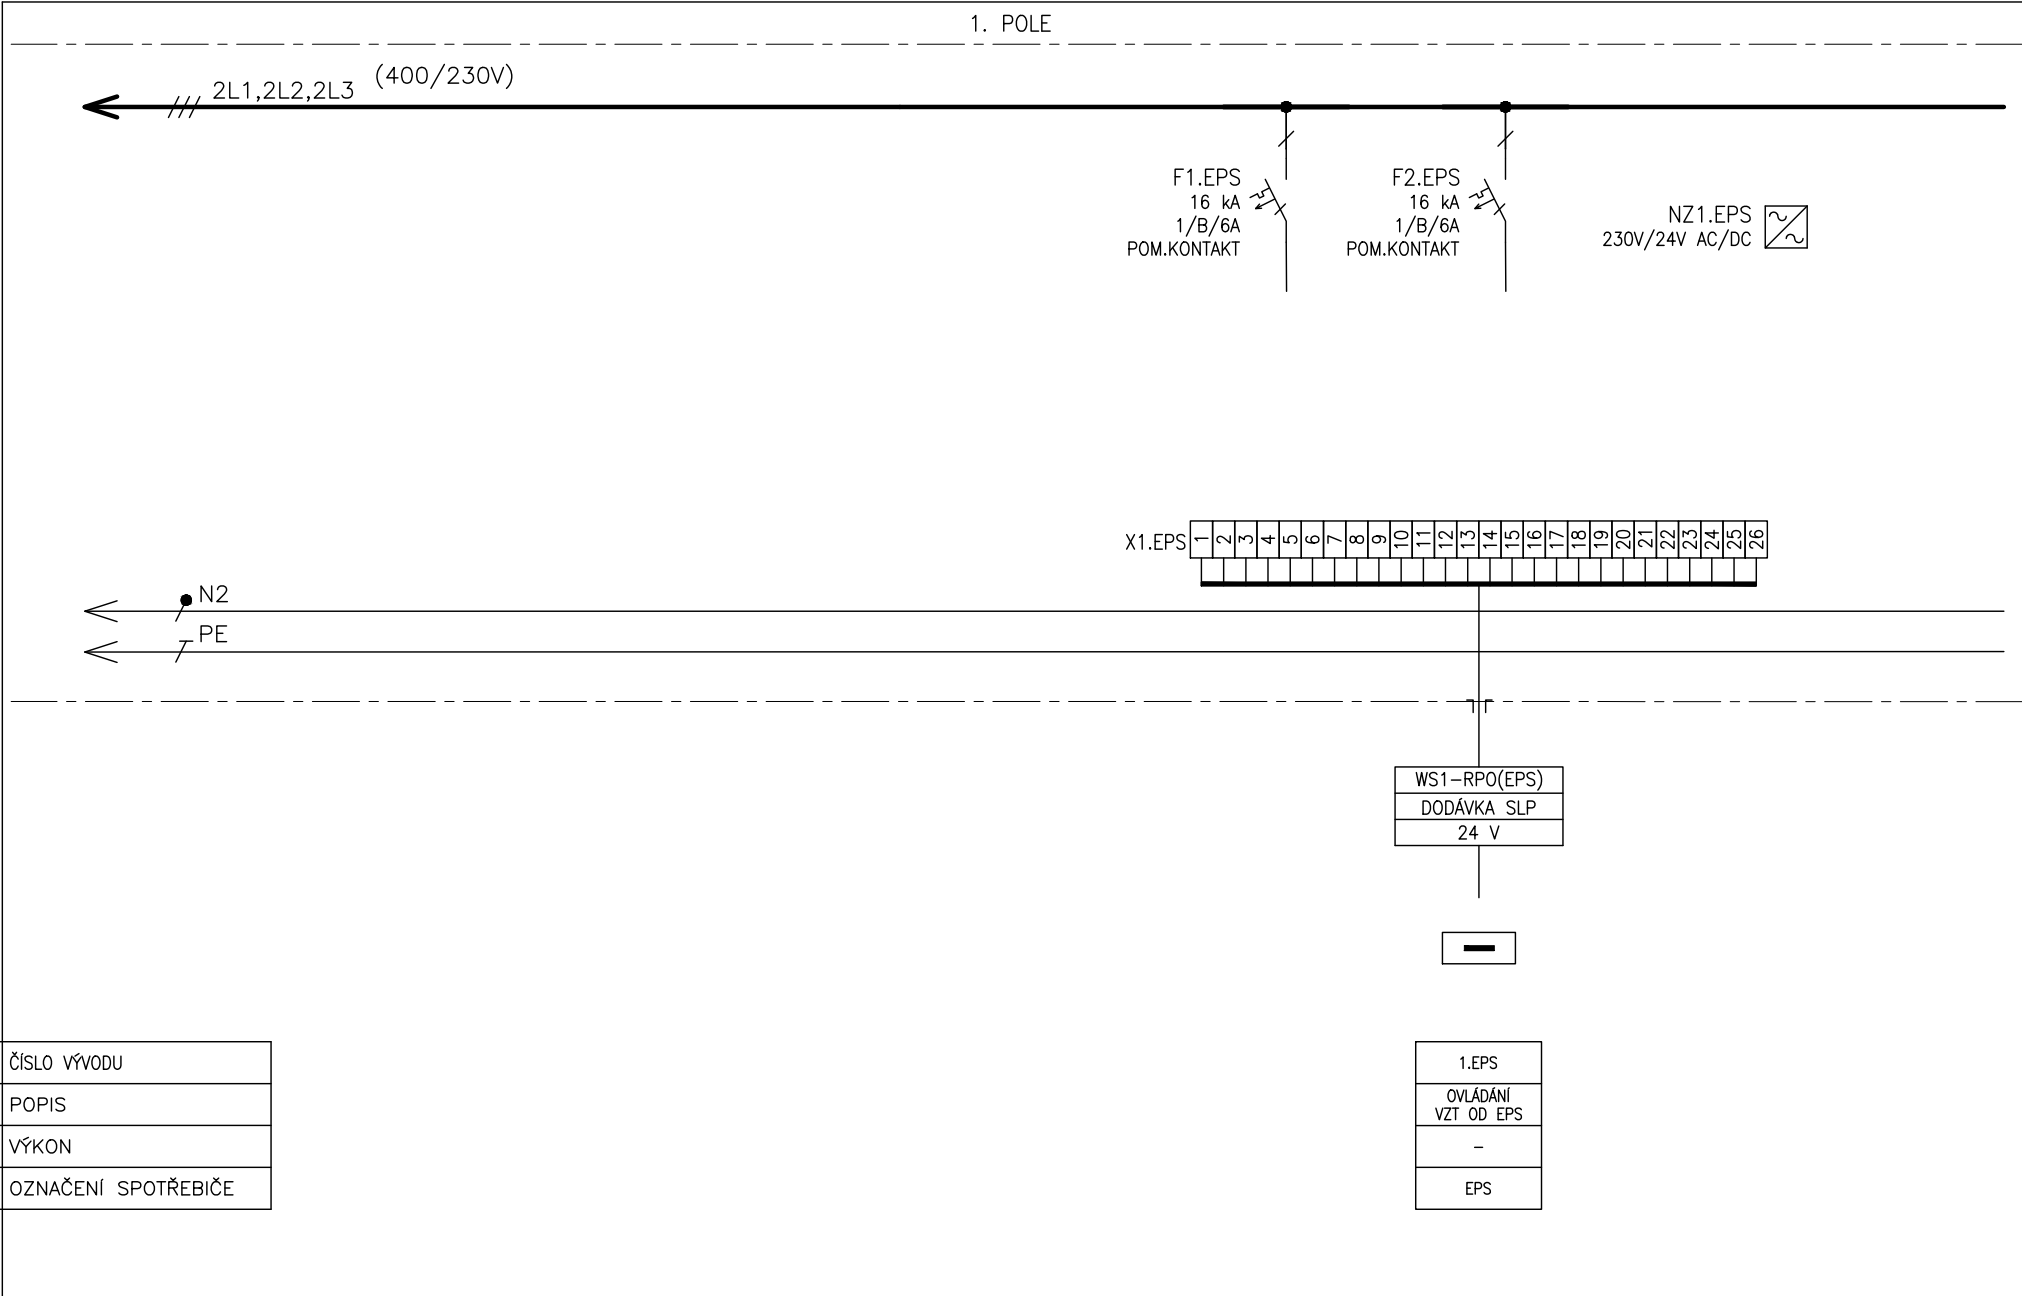 1. POLE
2L1,2L2,2L3 (400/230V)
F1.EPS
16 kA
1/B/6A
POM.KONTAKT
F2.EPS
16 kA
1/B/6A
POM.KONTAKT
NZ1.EPS
230V/24V AC/DC
X1.EPS 1 2 3 4 5 6 7 8 9 10 11 12 13 14 15 16 17 18 19 20 21 22 23 24 25 26
N2
PE
WS1-RPO(EPS)
DODÁVKA SLP
24 V
ČÍSLO VÝVODU
POPIS
VÝKON
OZNAČENÍ SPOTŘEBIČE
1.EPS
OVLÁDÁNÍ
VZT OD EPS
-
EPS